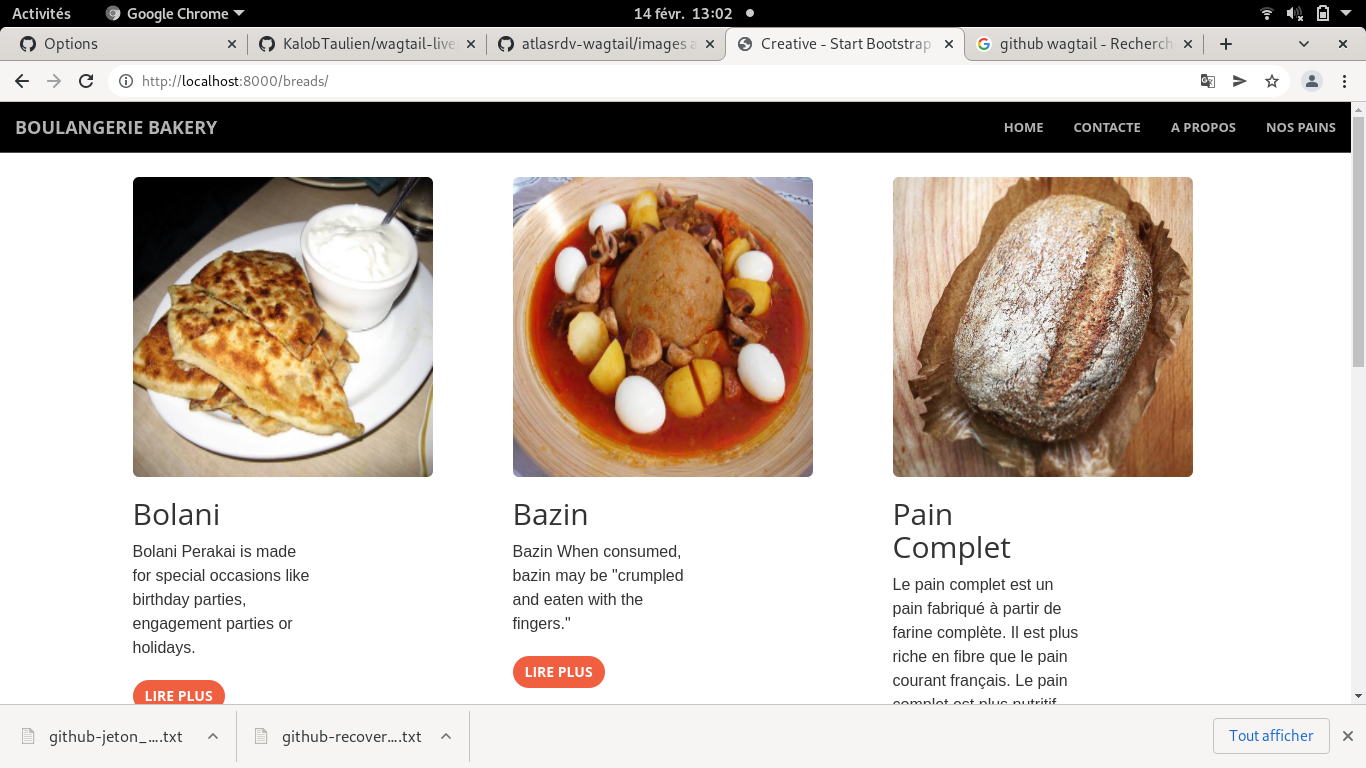 Activités
Google Chrome
14 févr. 13:02
Options
KalobTaulien/wagtail-live
atlasrdv-wagtail/images a
Creative - Start Bootstrap
github wagtail - Recherch
http://localhost:8000/breads/
BOULANGERIE BAKERY
HOME
CONTACTE
A PROPOS
NOS PAINS
Bolani
Bolani Perakai is made
for special occasions like
birthday parties,
engagement parties or
holidays.
LIRE PLUS
Bazin
Bazin When consumed,
bazin may be "crumpled
and eaten with the
fingers."
LIRE PLUS
Pain
Complet
Le pain complet est un
pain fabriqué à partir de
farine complète. Il est plus
riche en fibre que le pain
courant français. Le pain
complet est plus nutritif
github-jeton_....txt
github-recover....txt
Tout afficher